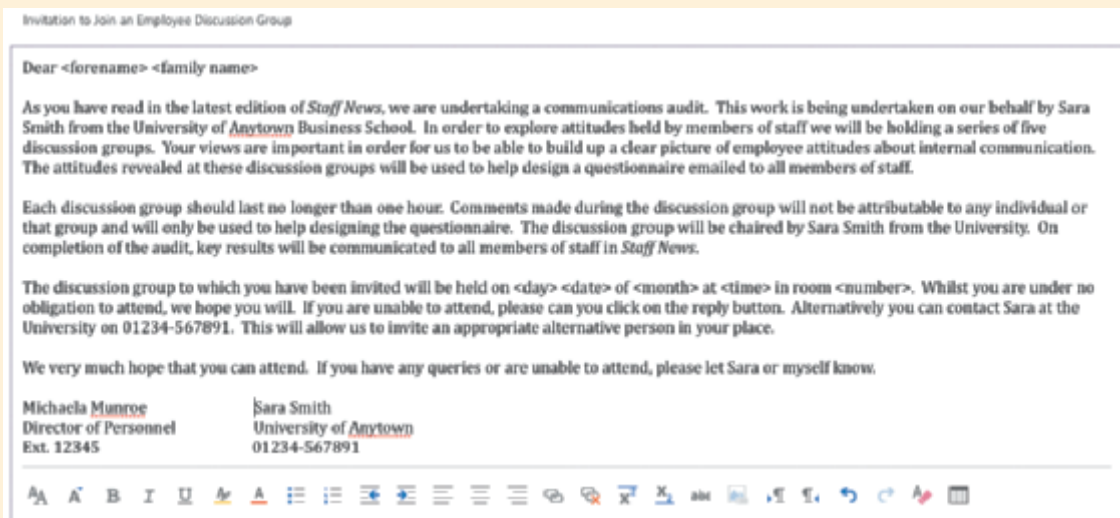 Invitation to Join an Employee Discussion Group
Dear <forename> <family name>
As you have read in the latest edition of Staff News, we are undertaking a communications audit. This work is being undertaken on our behalf by Sara
Smith from the University of Anytown Business School. In order to explore attitudes held by members of staff we will be holding a series of five
discussion groups. Your views are important in order for us to be able to build up a clear picture of employee attitudes about internal communication.
The attitudes revealed at these discussion groups will be used to help design a questionnaire emailed to all members of staff.
Each discussion group should last no longer than one hour. Comments made during the discussion group will not be attributable to any individual or
that group and will only be used to help designing the questionnaire. The discussion group will be chaired by Sara Smith from the University. On
completion of the audit, key results will be communicated to all members of staff in Staff News.
The discussion group to which you have been invited will be held on <day> <date> of <month> at <time> in room <number>. Whilst you are under no
obligation to attend, we hope you will. If you are unable to attend, please can you click on the reply button. Alternatively you can contact Sara at the
University on 01234-567891. This will allow us to invite an appropriate alternative person in your place.
We very much hope that you can attend. If you have any queries or are unable to attend, please let Sara or myself know.
Michaela Munroe Sara Smith
Director of Personnel University of Anytown
Ext. 12345 01234-567891